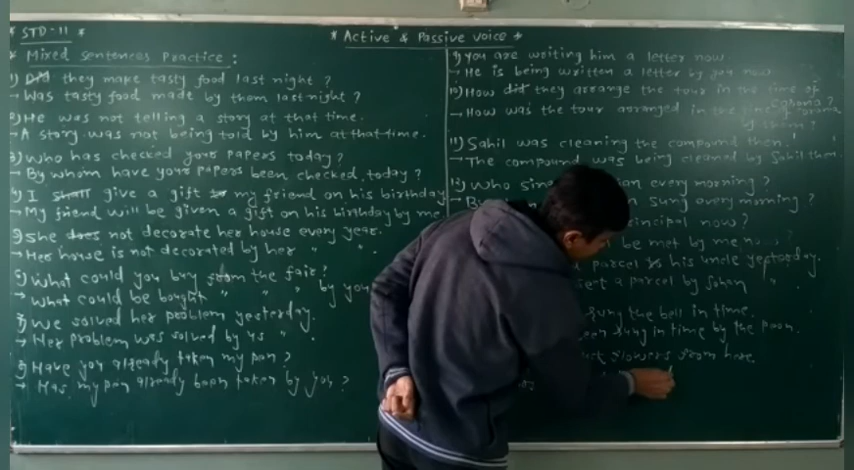 * STD-11 *
* Active & Passive voice *
* Mixed sentences Practice :
1) Did they make tasty food last night ?
→ Was tasty food made by them last night ?
2) He was not telling a story at that time.
→ A story was not being told by him at that time.
3) Who has checked your papers today ?
→ By whom have your papers been checked today ?
4) I shall give a gift to my friend on his birthday
→ My friend will be given a gift on his birthday by me
5) She does not decorate her house every year.
→ Her house is not decorated by her " " .
6) What could you buy from the fair ?
→ What could be bought " " " by you
7) We solved her problem yesterday.
→ Her problem was solved by us " .
8) Have you already taken my pen ?
→ Has my pen already been taken by you ?
9) You are writing him a letter now
→ He is being written a letter by you now
10) How did they arrange the tour in the time of corona ?
→ How was the tour arranged in the time of corona by them ?
11) Sahil was cleaning the compound then.
→ The compound was being cleaned by Sahil then.
12) Who every morning ?
sung every morning ?
now ?
be met by me
parcel to his uncle yesterday.
a parcel by Sohan " .
rung the bell in time.
rung in time by the peon.
flowers from here.